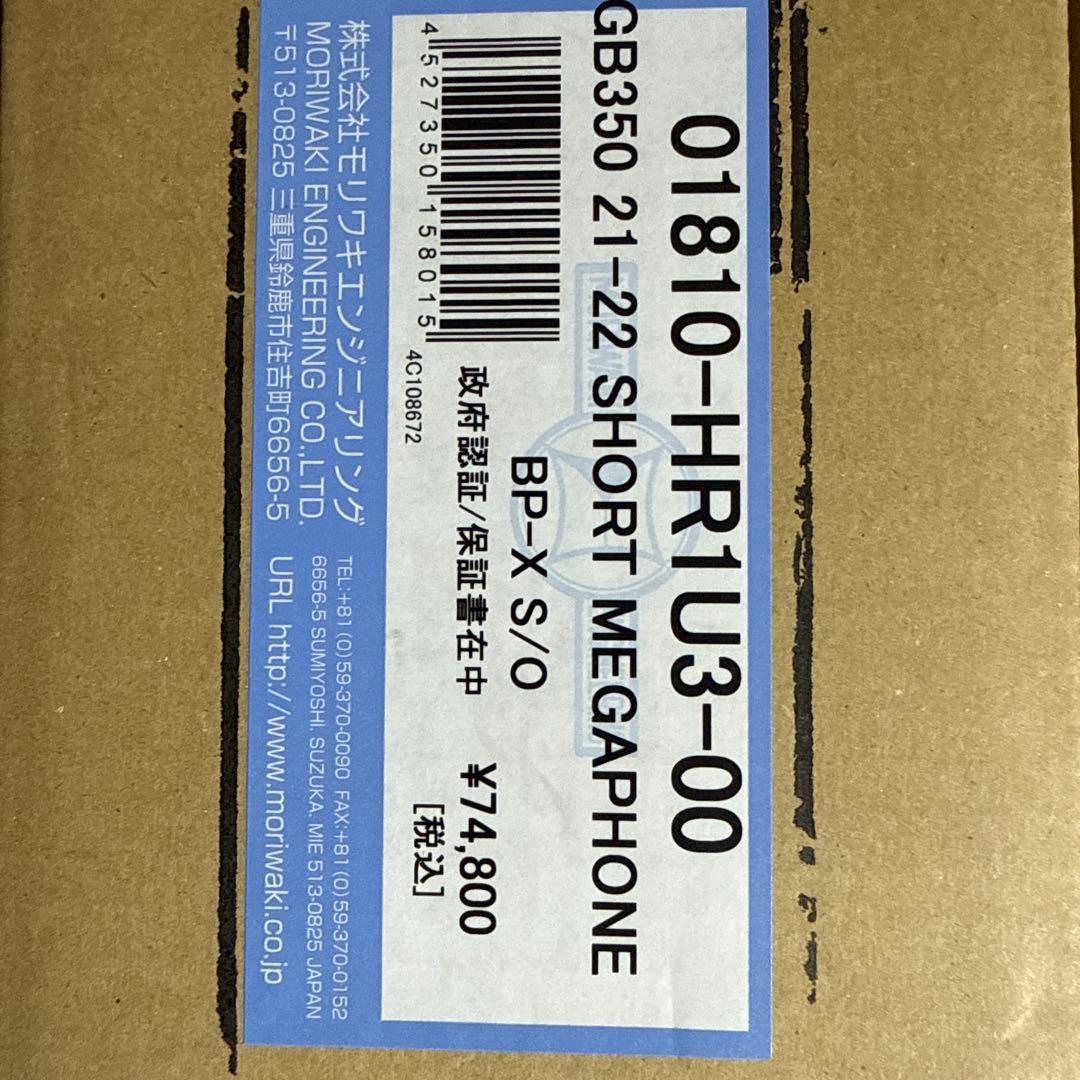 01810-HR1U3-00
GB350 21-22 SHORT MEGAPHONE
BP-X S/O
4527350158015
政府認証/保証書在中 ¥74,800
4C108672
[税込]
株式会社モリワキエンジニアリング
MORIWAKI ENGINEERING CO.,LTD.
〒513-0825 三重県鈴鹿市住吉町6656-5
TEL:+81(0)59-370-0090 FAX:+81(0)59-370-0152
6656-5 SUMIYOSHI. SUZUKA. MIE 513-0825 JAPAN
URL http://www.moriwaki.co.jp